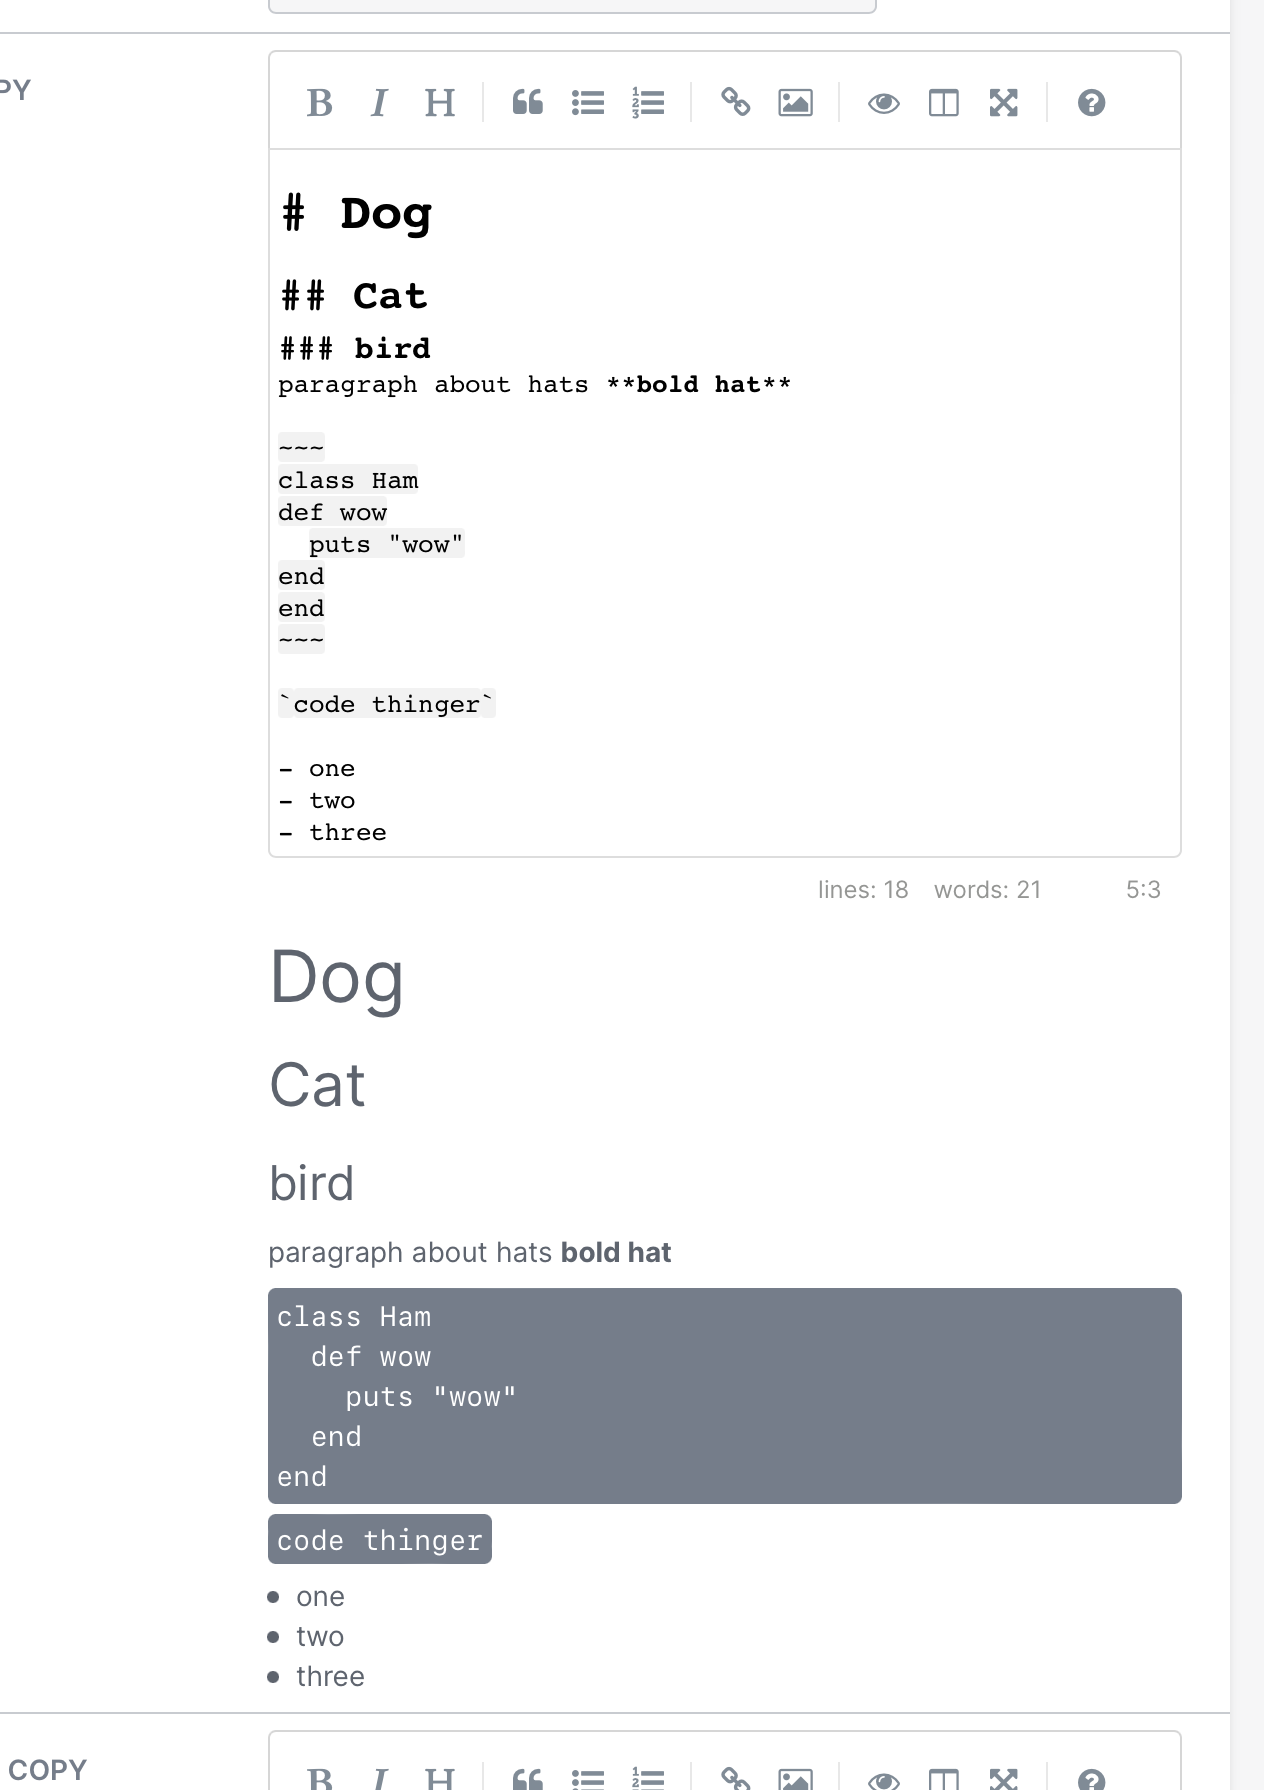 PY
B I H
# Dog
## Cat
### bird
paragraph about hats **bold hat**
~~~
class Ham
def wow
  puts "wow"
end
end
~~~
`code thinger`
- one
- two
- three
lines: 18 words: 21 5:3
Dog
Cat
bird
paragraph about hats bold hat
class Ham
  def wow
    puts "wow"
  end
end
code thinger
• one
• two
• three
COPY
B I H